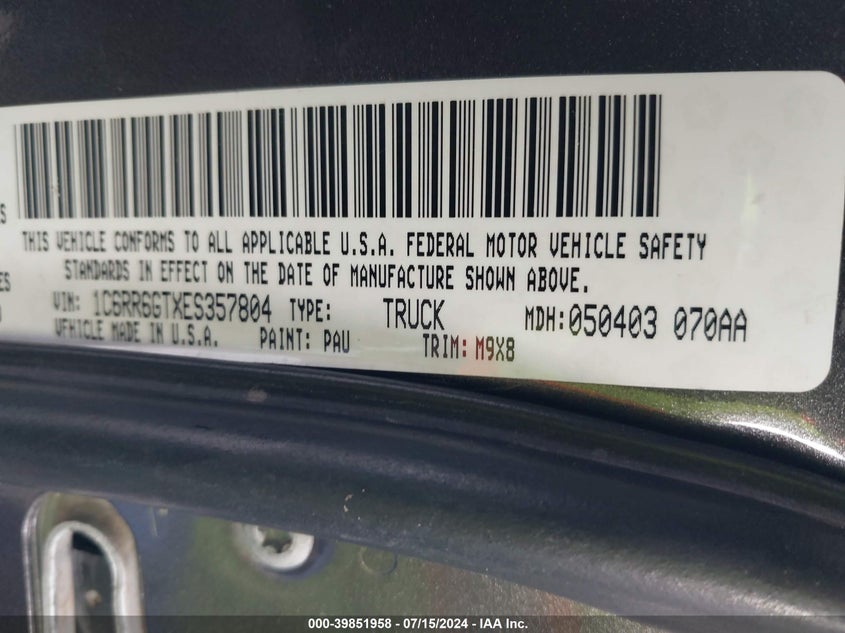 THIS VEHICLE CONFORMS TO ALL APPLICABLE U.S.A. FEDERAL MOTOR VEHICLE SAFETY
STANDARDS IN EFFECT ON THE DATE OF MANUFACTURE SHOWN ABOVE.
VIN: 1C6RR6GTXES357804 TYPE: TRUCK MDH:050403 070AA
VEHICLE MADE IN U.S.A. PAINT: PAU TRIM: M9X8
000-39851958 - 07/15/2024 - IAA Inc.